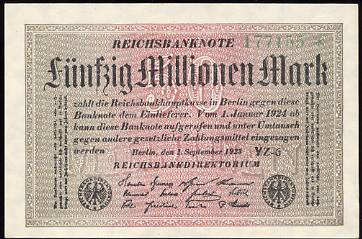 REICHSBANKNOTE
Fünfzig Millionen Mark
zahlt die Reichsbankhauptkasse in Berlin gegen diese
Banknote dem Einlieferer. Vom 1. Januar 1924 ab
kann diese Banknote aufgerufen und unter Umtausch
gegen andere gesetzliche Zahlungsmittel eingezogen
werden
Berlin, den 1. September 1923 YZ-6
REICHSBANKDIREKTORIUM